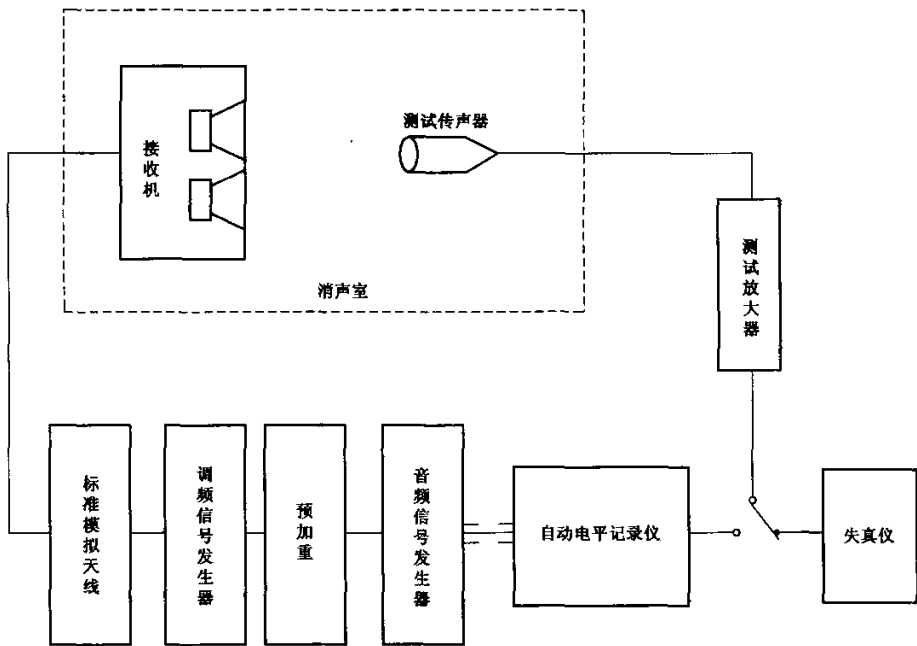 接收机
测试传声器
消声室
测试放大器
标准模拟天线
调频信号发生器
预加重
音频信号发生器
自动电平记录仪
失真仪